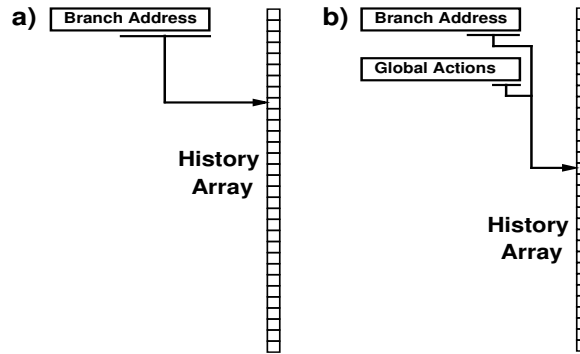 a)
Branch Address
History
Array
b)
Branch Address
Global Actions
History
Array